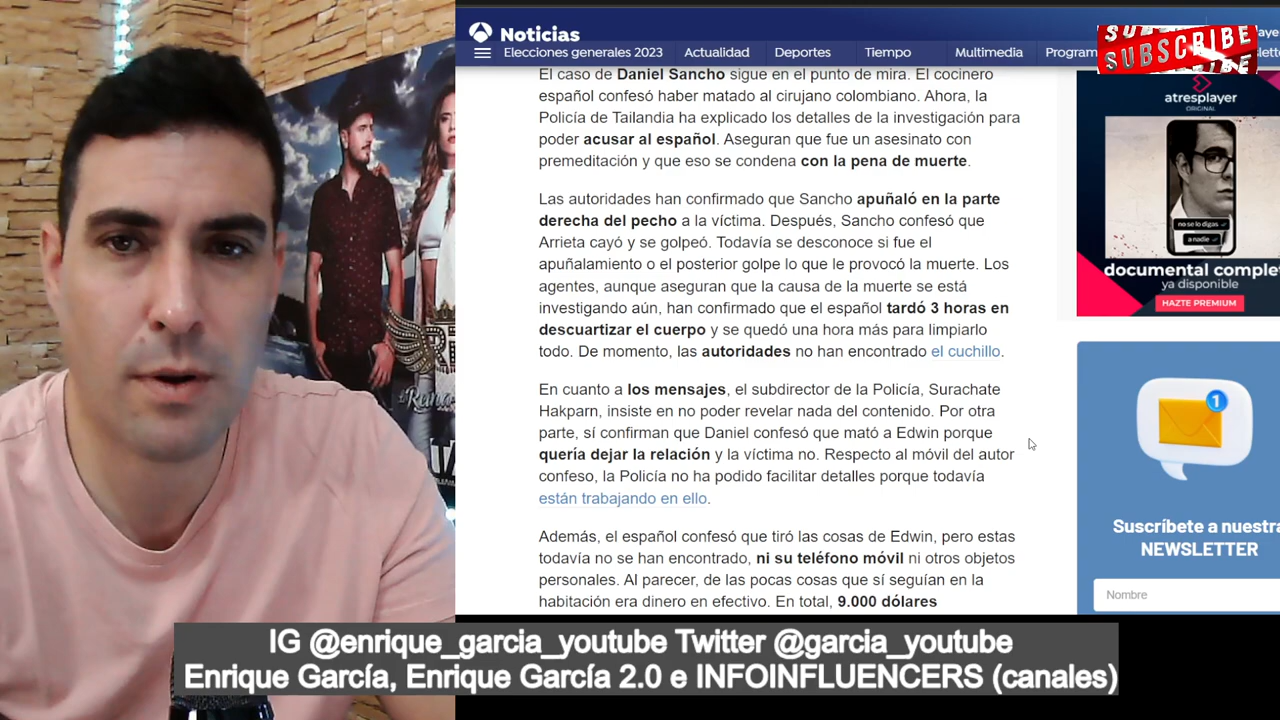 Noticias
Elecciones generales 2023 Actualidad Deportes Tiempo Multimedia
SUBSCRIBE
El caso de Daniel Sancho sigue en el punto de mira. El cocinero
español confesó haber matado al cirujano colombiano. Ahora, la
Policía de Tailandia ha explicado los detalles de la investigación para
poder acusar al español. Aseguran que fue un asesinato con
premeditación y que eso se condena con la pena de muerte.
Las autoridades han confirmado que Sancho apuñaló en la parte
derecha del pecho a la víctima. Después, Sancho confesó que
Arrieta cayó y se golpeó. Todavía se desconoce si fue el
apuñalamiento o el posterior golpe lo que le provocó la muerte. Los
agentes, aunque aseguran que la causa de la muerte se está
investigando aún, han confirmado que el español tardó 3 horas en
descuartizar el cuerpo y se quedó una hora más para limpiarlo
todo. De momento, las autoridades no han encontrado el cuchillo.
En cuanto a los mensajes, el subdirector de la Policía, Surachate
Hakparn, insiste en no poder revelar nada del contenido. Por otra
parte, sí confirman que Daniel confesó que mató a Edwin porque
quería dejar la relación y la víctima no. Respecto al móvil del autor
confeso, la Policía no ha podido facilitar detalles porque todavía
están trabajando en ello.
Además, el español confesó que tiró las cosas de Edwin, pero estas
todavía no se han encontrado, ni su teléfono móvil ni otros objetos
personales. Al parecer, de las pocas cosas que sí seguían en la
habitación era dinero en efectivo. En total, 9.000 dólares
atresplayer
ORIGINAL
no se lo digas
a nadie
documental comple
ya disponible
HAZTE PREMIUM
1
Suscríbete a nuestra
NEWSLETTER
Nombre
IG @enrique_garcia_youtube Twitter @garcia_youtube
Enrique García, Enrique García 2.0 e INFOINFLUENCERS (canales)